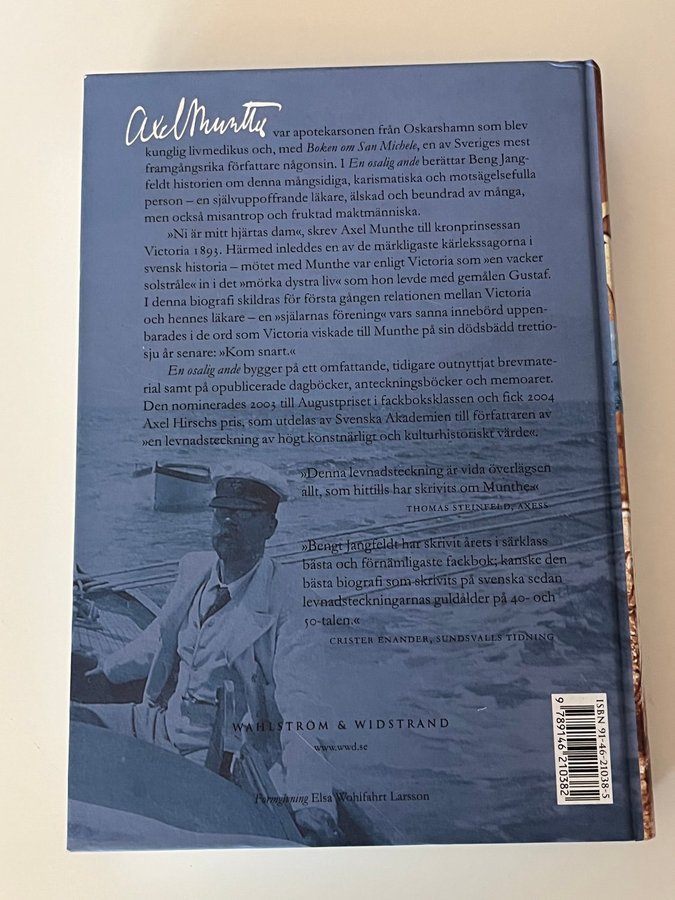 Axel Munthe var apotekarsonen från Oskarshamn som blev
kunglig livmedikus och, med Boken om San Michele, en av Sveriges mest
framgångsrika författare någonsin. I En osalig ande berättar Beng Jang-
feldt historien om denna mångsidiga, karismatiska och motsägelsefulla
person – en självuppoffrande läkare, älskad och beundrad av många,
men också misantrop och fruktad maktmänniska.
»Ni är mitt hjärtas dam«, skrev Axel Munthe till kronprinsessan
Victoria 1893. Härmed inleddes en av de märkligaste kärlekssagorna i
svensk historia – mötet med Munthe var enligt Victoria som »en vacker
solstråle« in i det »mörka dystra liv« som hon levde med gemålen Gustaf.
I denna biografi skildras för första gången relationen mellan Victoria
och hennes läkare – en »själarnas förening« vars sanna innebörd uppen-
barades i de ord som Victoria viskade till Munthe på sin dödsbädd trettio-
sju år senare: »Kom snart.«
En osalig ande bygger på ett omfattande, tidigare outnyttjat brevmate-
rial samt på opublicerade dagböcker, anteckningsböcker och memoarer.
Den nominerades 2003 till Augustpriset i fackboksklassen och fick 2004
Axel Hirschs pris, som utdelas av Svenska Akademien till författaren av
»en levnadsteckning av högt konstnärligt och kulturhistoriskt värde«.
»Denna levnadsteckning är vida överlägsen
allt, som hittills har skrivits om Munthe.«
THOMAS STEINFELD, AXESS
»Bengt Jangfeldt har skrivit årets i särklass
bästa och förnämligaste fackbok; kanske den
bästa biografi som skrivits på svenska sedan
levnadsteckningarnas guldålder på 40- och
50-talen.«
CRISTER ENANDER, SUNDSVALLS TIDNING
WAHLSTRÖM & WIDSTRAND
www.wwd.se
Formgivning Elsa Wohlfahrt Larsson
ISBN 91-46-21038-5
9 789146 210382